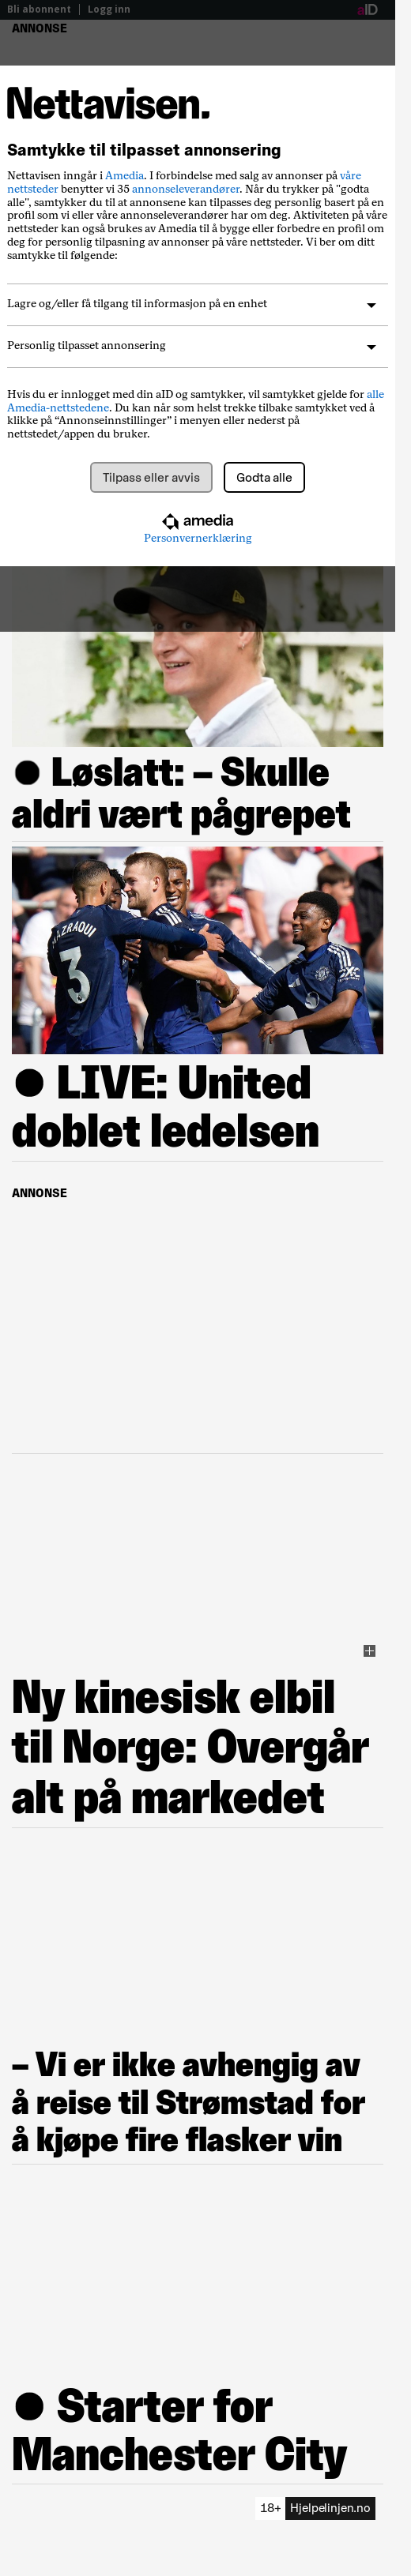 Bli abonnent | Logg inn
aID
ANNONSE
Nettavisen.
Samtykke til tilpasset annonsering
Nettavisen inngår i Amedia. I forbindelse med salg av annonser på våre
nettsteder benytter vi 35 annonseleverandører. Når du trykker på "godta
alle", samtykker du til at annonsene kan tilpasses deg personlig basert på en
profil som vi eller våre annonseleverandører har om deg. Aktiviteten på våre
nettsteder kan også brukes av Amedia til å bygge eller forbedre en profil om
deg for personlig tilpasning av annonser på våre nettsteder. Vi ber om ditt
samtykke til følgende:
Lagre og/eller få tilgang til informasjon på en enhet
Personlig tilpasset annonsering
Hvis du er innlogget med din aID og samtykker, vil samtykket gjelde for alle
Amedia-nettstedene. Du kan når som helst trekke tilbake samtykket ved å
klikke på “Annonseinnstillinger” i menyen eller nederst på
nettstedet/appen du bruker.
Tilpass eller avvis
Godta alle
amedia
Personvernerklæring
● Løslatt: – Skulle
aldri vært pågrepet
MAZRAOUI
3
● LIVE: United
doblet ledelsen
ANNONSE
Ny kinesisk elbil
til Norge: Overgår
alt på markedet
– Vi er ikke avhengig av
å reise til Strømstad for
å kjøpe fire flasker vin
● Starter for
Manchester City
18+ Hjelpelinjen.no